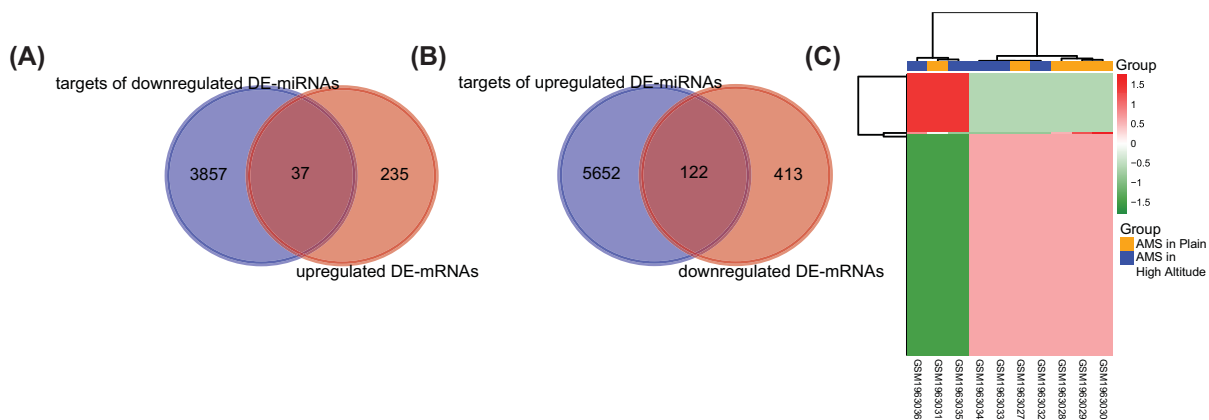 (A)
targets of downregulated DE-miRNAs
3857
37
235
upregulated DE-mRNAs
(B)
targets of upregulated DE-miRNAs
5652
122
413
downregulated DE-mRNAs
(C)
Group
1.5
1
0.5
0
−0.5
−1
−1.5
Group
AMS in Plain
AMS in
High Altitude
GSM1963036
GSM1963031
GSM1963035
GSM1963034
GSM1963033
GSM1963027
GSM1963032
GSM1963028
GSM1963029
GSM1963030